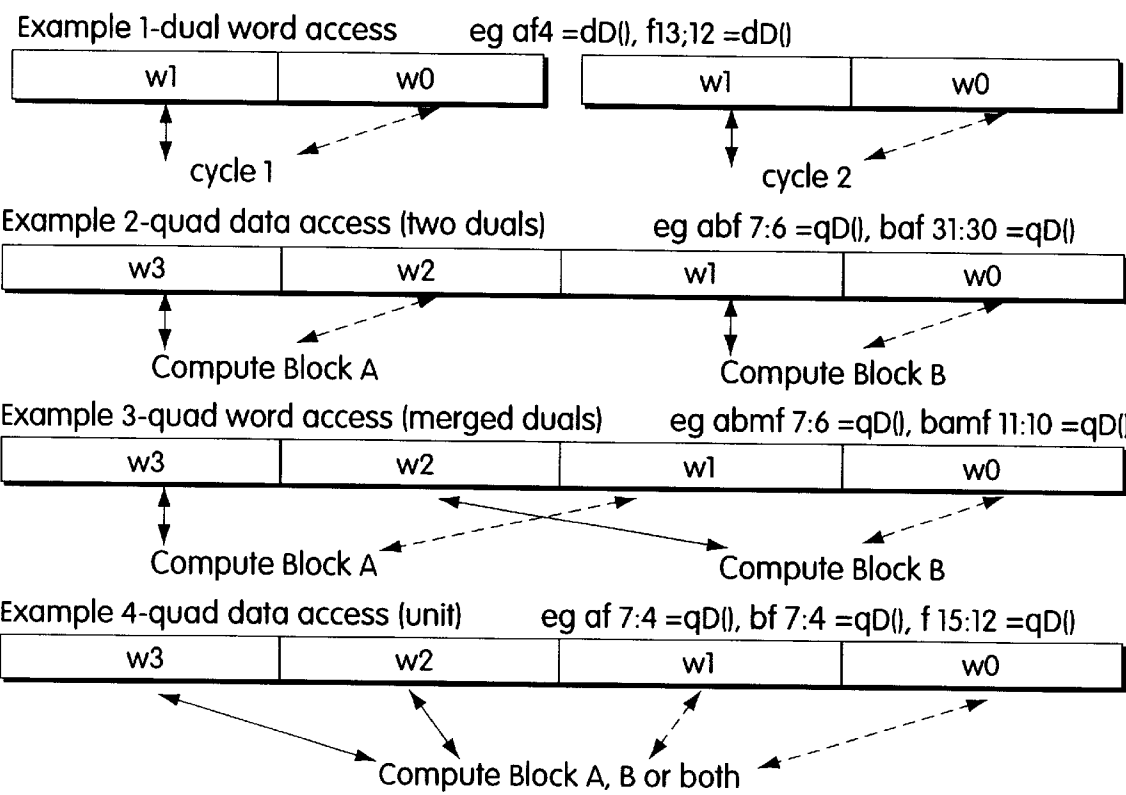 Example 1-dual word access eg af4 =dD(), f13;12 =dD()
w1 w0 w1 w0
cycle 1 cycle 2
Example 2-quad data access (two duals) eg abf 7:6 =qD(), baf 31:30 =qD()
w3 w2 w1 w0
Compute Block A Compute Block B
Example 3-quad word access (merged duals) eg abmf 7:6 =qD(), bamf 11:10 =qD()
w3 w2 w1 w0
Compute Block A Compute Block B
Example 4-quad data access (unit) eg af 7:4 =qD(), bf 7:4 =qD(), f 15:12 =qD()
w3 w2 w1 w0
Compute Block A, B or both